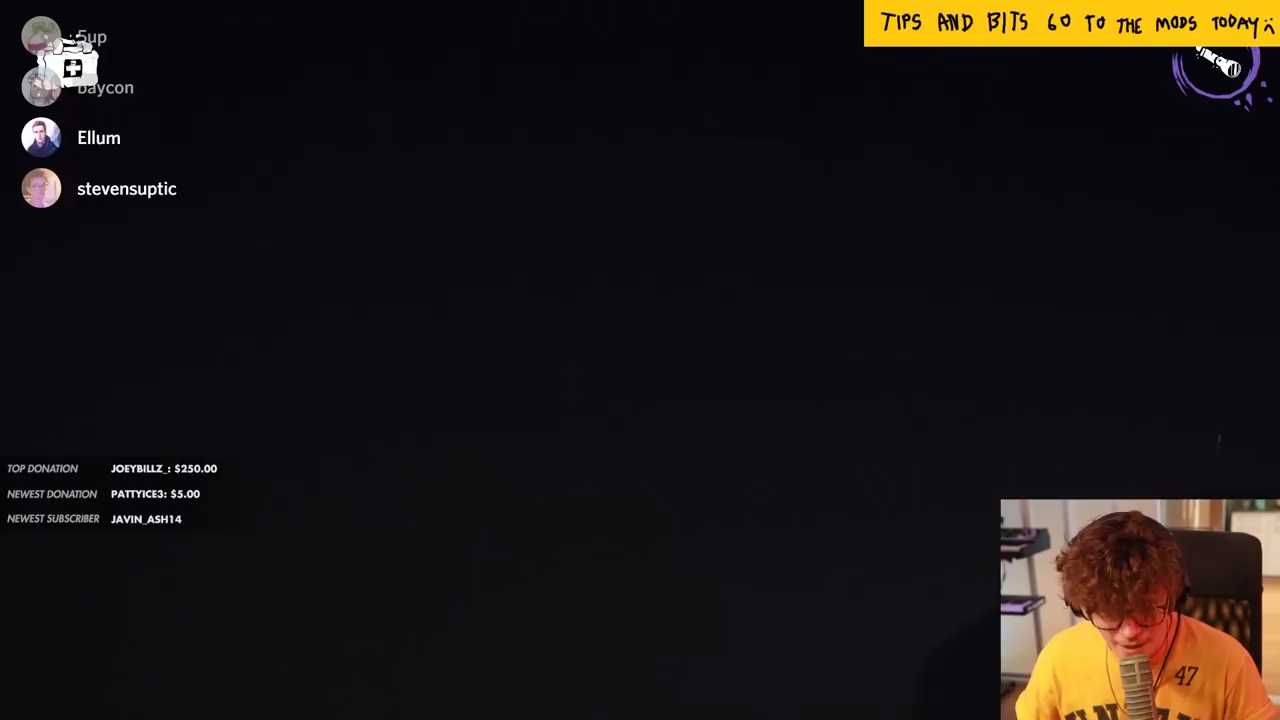 TIPS AND BITS GO TO THE MODS TODAY
5up
baycon
Ellum
stevensuptic
TOP DONATION JOEYBILLZ_: $250.00
NEWEST DONATION PATTYICE3: $5.00
NEWEST SUBSCRIBER JAVIN_ASH14
47